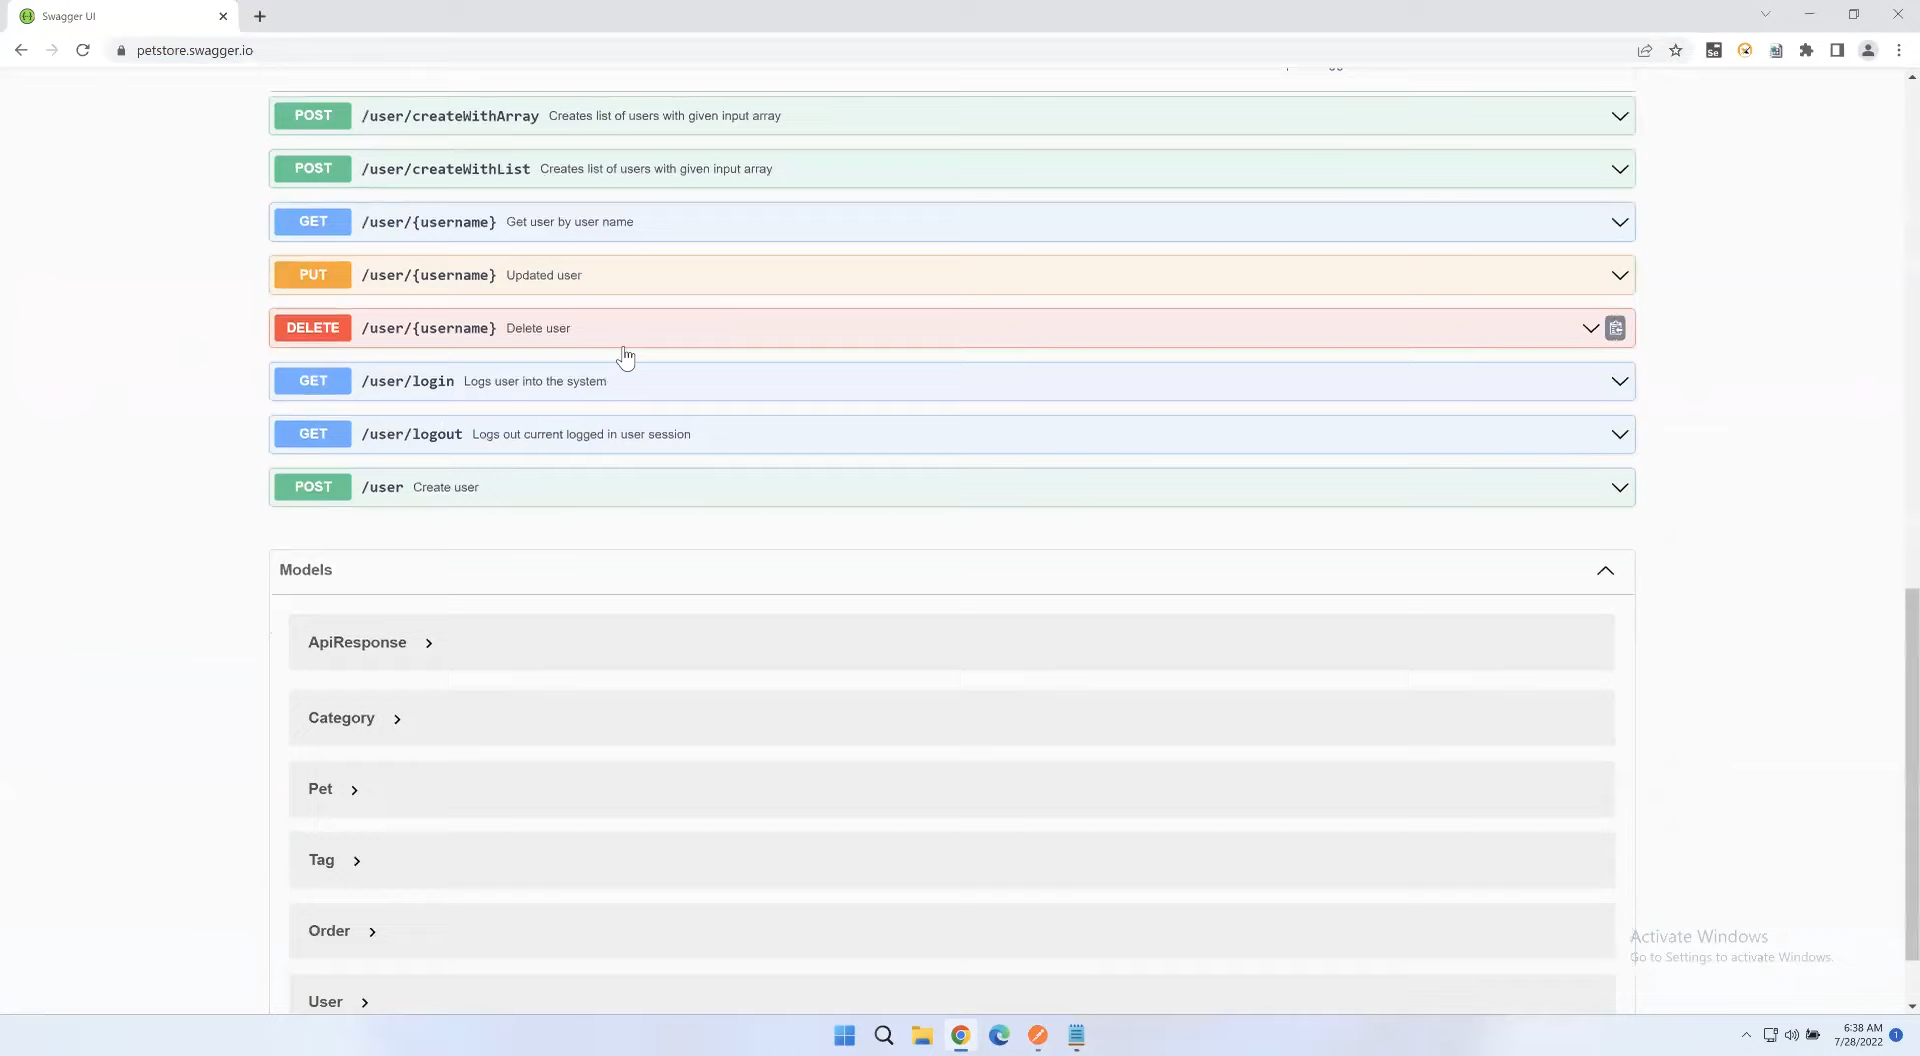 Swagger UI
petstore.swagger.io
POST /user/createWithArray Creates list of users with given input array
POST /user/createWithList Creates list of users with given input array
GET /user/{username} Get user by user name
PUT /user/{username} Updated user
DELETE /user/{username} Delete user
GET /user/login Logs user into the system
GET /user/logout Logs out current logged in user session
POST /user Create user
Models
ApiResponse
Category
Pet
Tag
Order
User
Activate Windows
Go to Settings to activate Windows.
6:38 AM
7/28/2022
1